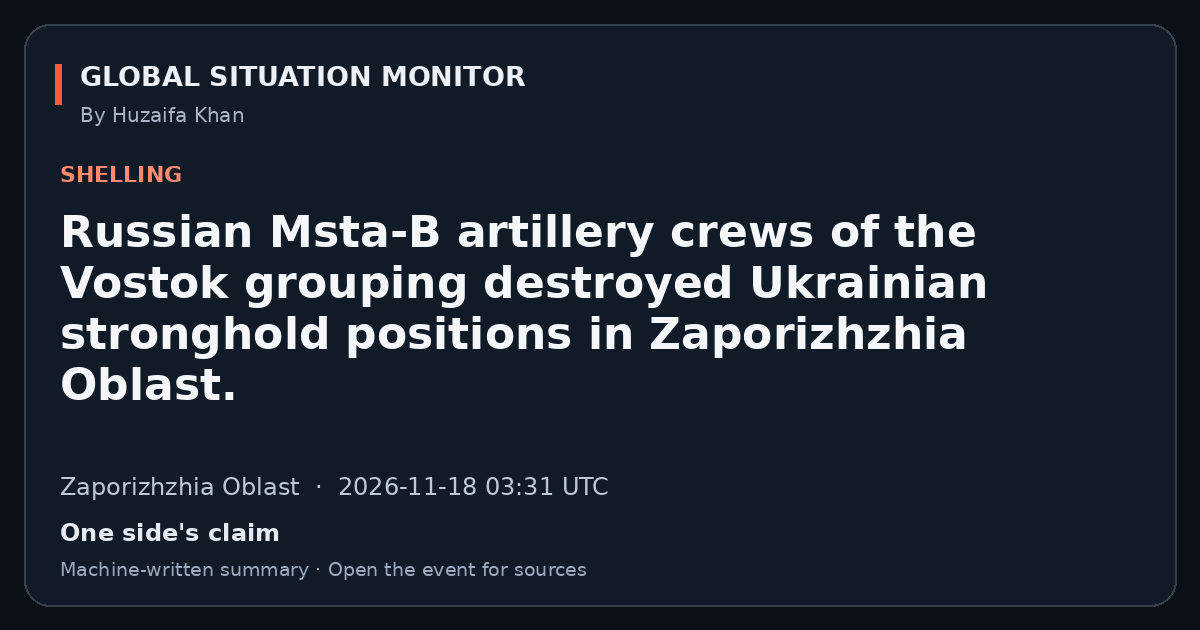 GLOBAL SITUATION MONITOR
By Huzaifa Khan
SHELLING
Russian Msta-B artillery crews of the
Vostok grouping destroyed Ukrainian
stronghold positions in Zaporizhzhia
Oblast.
Zaporizhzhia Oblast · 2026-11-18 03:31 UTC
One side's claim
Machine-written summary · Open the event for sources